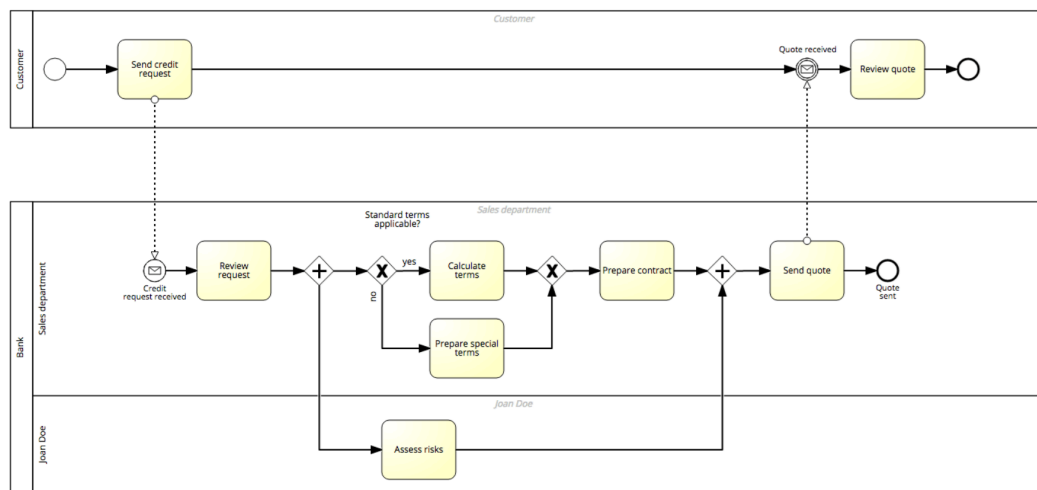 Customer
Customer
Send credit
request
Quote received
Review quote
Bank
Sales department
Sales department
Standard terms
applicable?
Credit
request received
Review
request
yes
no
Calculate
terms
Prepare special
terms
Prepare contract
Send quote
Quote
sent
Joan Doe
Joan Doe
Assess risks